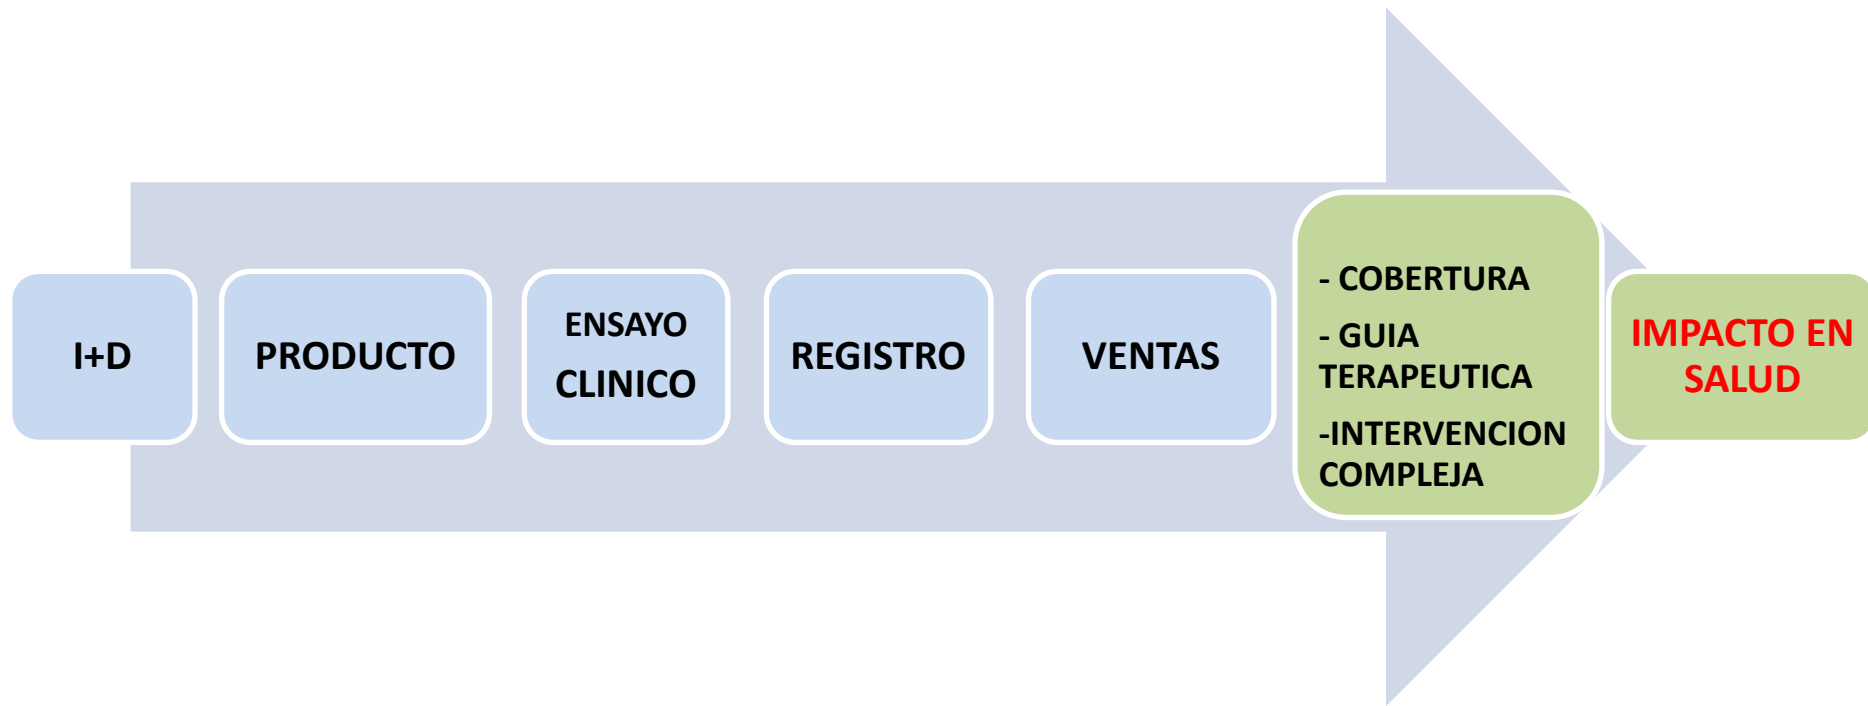 I+D
PRODUCTO
ENSAYO
CLINICO
REGISTRO
VENTAS
- COBERTURA
- GUIA
TERAPEUTICA
-INTERVENCION
COMPLEJA
IMPACTO EN
SALUD